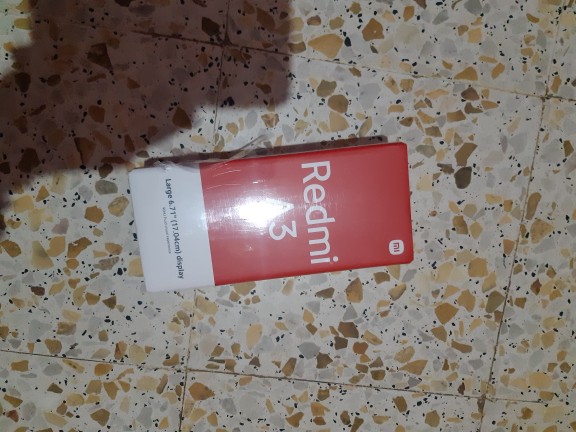 mi
Redmi
A3
Large 6.71" (17.04cm) display